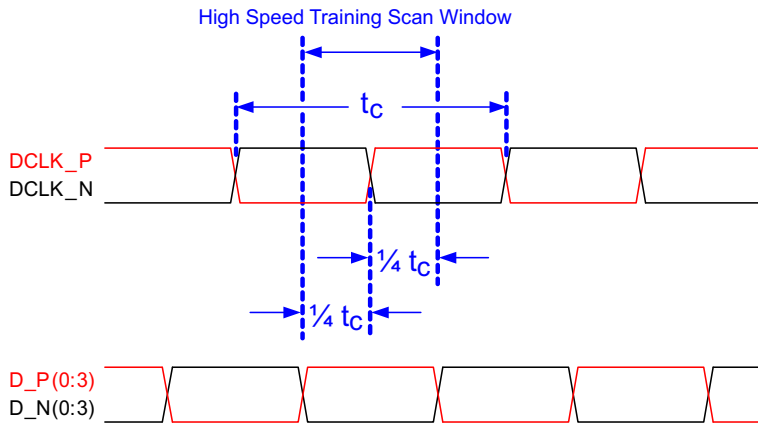 High Speed Training Scan Window
tc
DCLK_P
DCLK_N
¼ tc
¼ tc
D_P(0:3)
D_N(0:3)